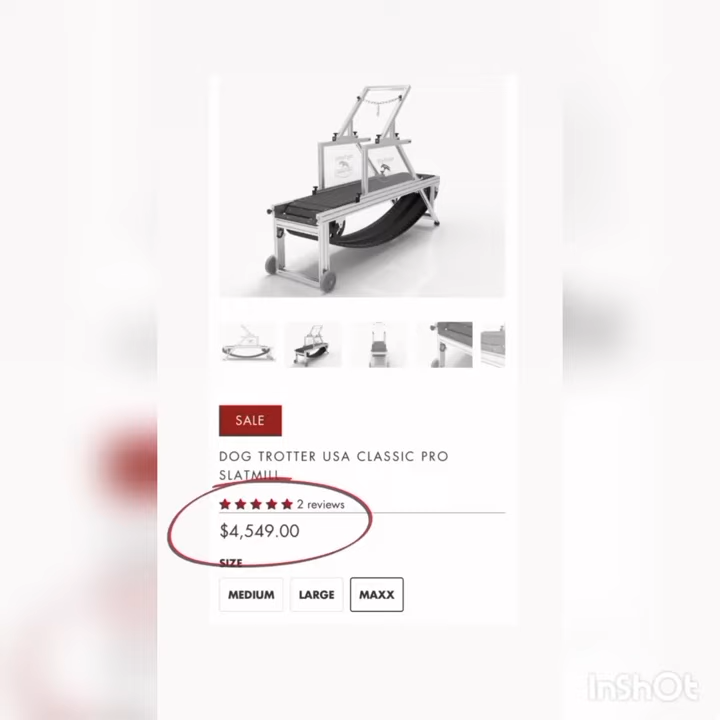 SALE
DOG TROTTER USA CLASSIC PRO
SLATMILL
2 reviews
$4,549.00
SIZE
MEDIUM LARGE MAXX
InShOt